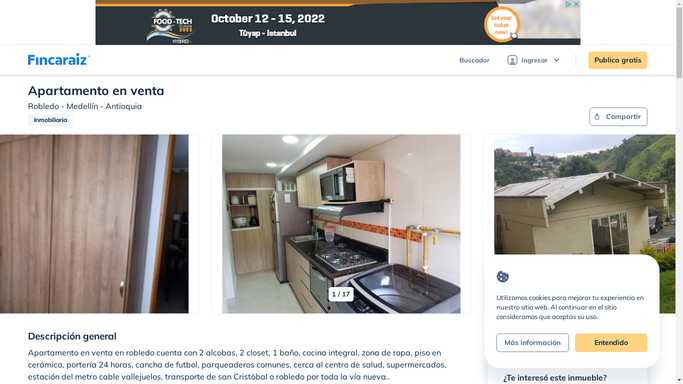 FOOD-TECH
October 12 - 15, 2022
Tüyap - Istanbul
Get your
ticket
now!
Fincaraiz
Buscador
Ingresar
Publica gratis
Apartamento en venta
Robledo - Medellín - Antioquia
Inmobiliaria
Compartir
1 / 17
Utilizamos cookies para mejorar tu experiencia en
nuestro sitio web. Al continuar en el sitio
consideramos que aceptas su uso.
Más información
Entendido
Descripción general
Apartamento en venta en robledo cuenta con 2 alcobas, 2 closet, 1 baño, cocina integral, zona de ropa, piso en
cerámica, portería 24 horas, cancha de futbol, parqueaderos comunes, cerca al centro de salud, supermercados,
estación del metro cable vallejuelos, transporte de san Cristóbal o robledo por toda la vía nueva..
¿Te interesó este inmueble?